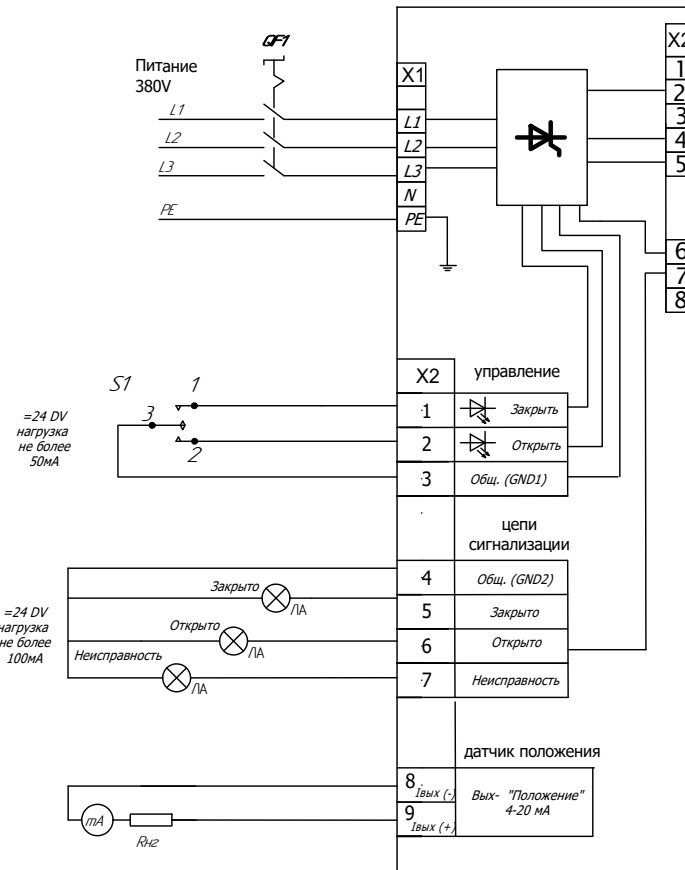 QF1
Питание
380V
L1
L2
L3
PE
X1
L1
L2
L3
N
PE
X2
1
2
3
4
5
6
7
8
S1
1
3
2
=24 DV
нагрузка
не более
50мА
X2
управление
1 Закрыть
2 Открыть
3 Общ. (GND1)
цепи
сигнализации
=24 DV
нагрузка
не более
100мА
Закрыто
ЛА
Открыто
ЛА
Неисправность
ЛА
4 Общ. (GND2)
5 Закрыто
6 Открыто
7 Неисправность
датчик положения
8 Iвых (-)
9 Iвых (+)
Вых- "Положение"
4-20 мА
mA
Rнг